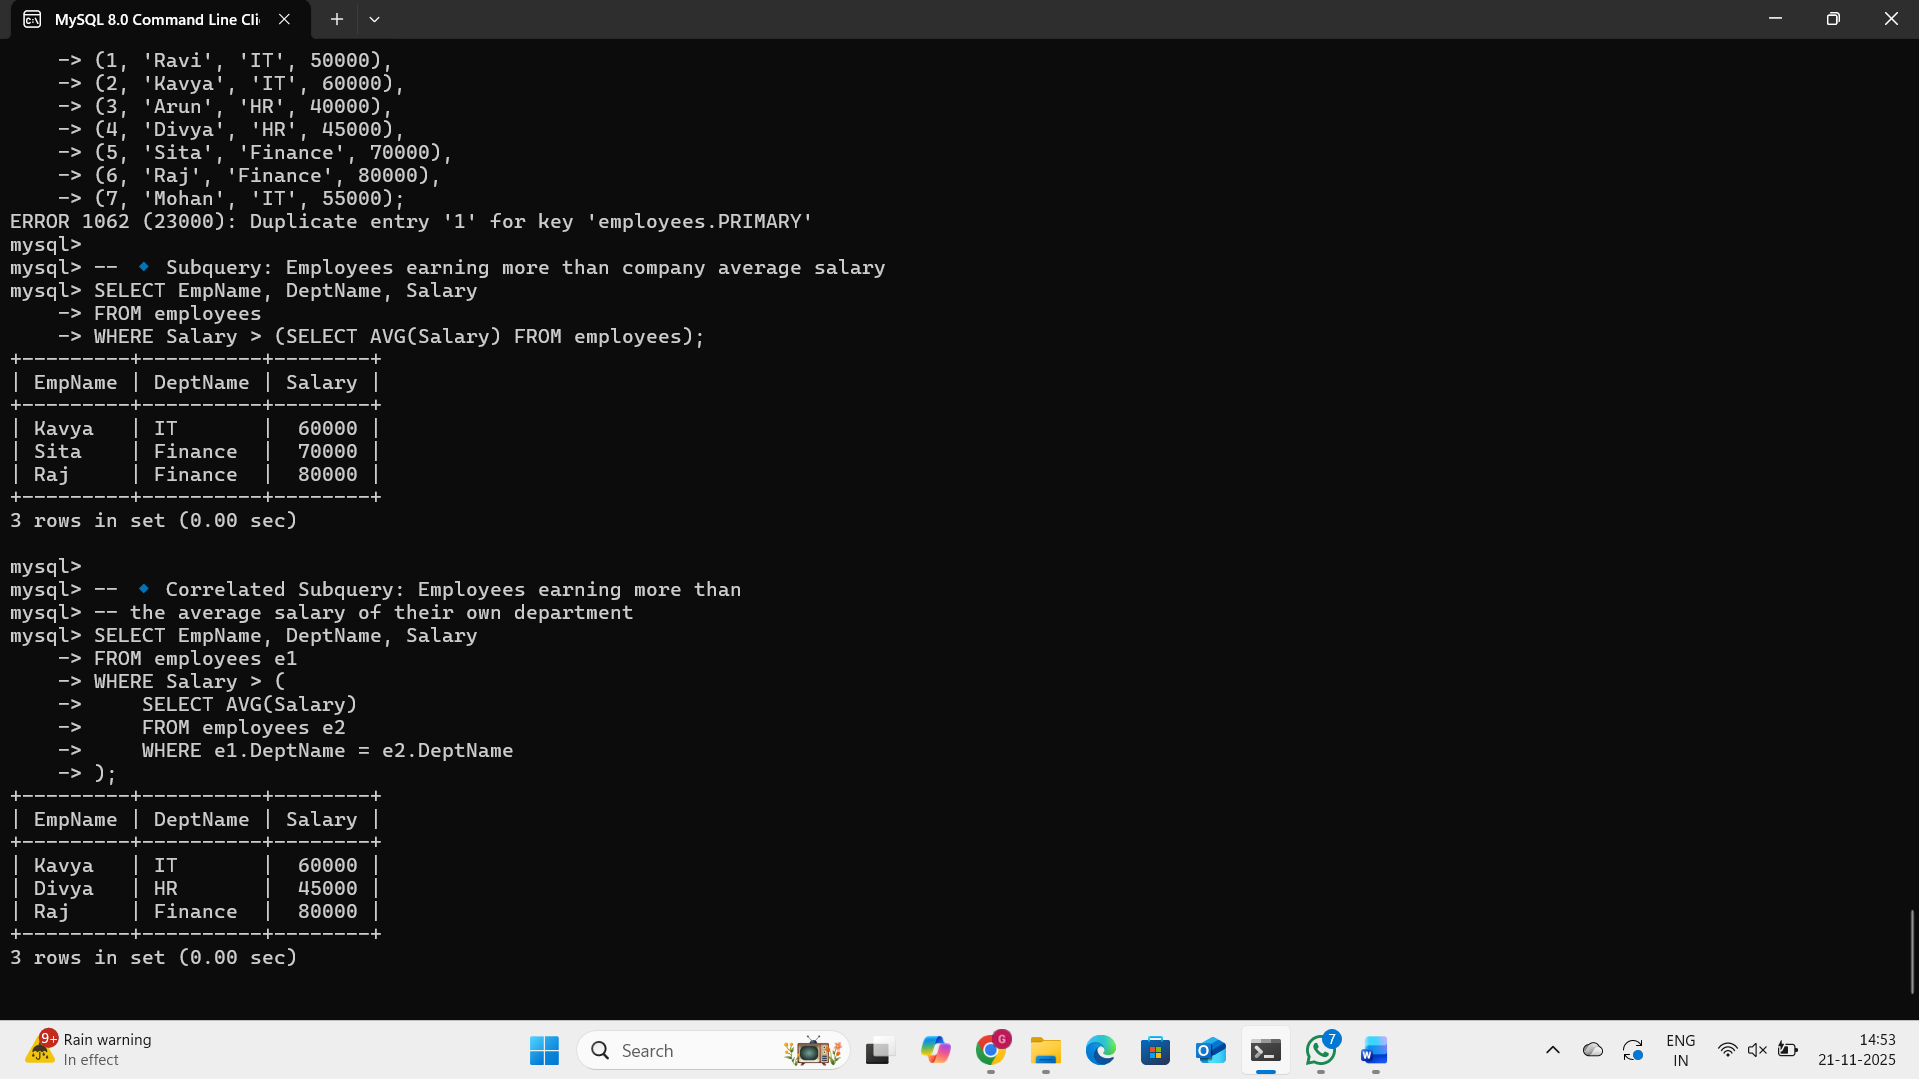 MySQL 8.0 Command Line Cli
-> (1, 'Ravi', 'IT', 50000),
-> (2, 'Kavya', 'IT', 60000),
-> (3, 'Arun', 'HR', 40000),
-> (4, 'Divya', 'HR', 45000),
-> (5, 'Sita', 'Finance', 70000),
-> (6, 'Raj', 'Finance', 80000),
-> (7, 'Mohan', 'IT', 55000);
ERROR 1062 (23000): Duplicate entry '1' for key 'employees.PRIMARY'
mysql>
mysql> -- 🔹 Subquery: Employees earning more than company average salary
mysql> SELECT EmpName, DeptName, Salary
-> FROM employees
-> WHERE Salary > (SELECT AVG(Salary) FROM employees);
+---------+----------+--------+
| EmpName | DeptName | Salary |
+---------+----------+--------+
| Kavya   | IT       |  60000 |
| Sita    | Finance  |  70000 |
| Raj     | Finance  |  80000 |
+---------+----------+--------+
3 rows in set (0.00 sec)
mysql>
mysql> -- 🔹 Correlated Subquery: Employees earning more than
mysql> -- the average salary of their own department
mysql> SELECT EmpName, DeptName, Salary
-> FROM employees e1
-> WHERE Salary > (
->     SELECT AVG(Salary)
->     FROM employees e2
->     WHERE e1.DeptName = e2.DeptName
-> );
+---------+----------+--------+
| EmpName | DeptName | Salary |
+---------+----------+--------+
| Kavya   | IT       |  60000 |
| Divya   | HR       |  45000 |
| Raj     | Finance  |  80000 |
+---------+----------+--------+
3 rows in set (0.00 sec)
9+
Rain warning
In effect
Search
G
7
ENG
IN
14:53
21-11-2025